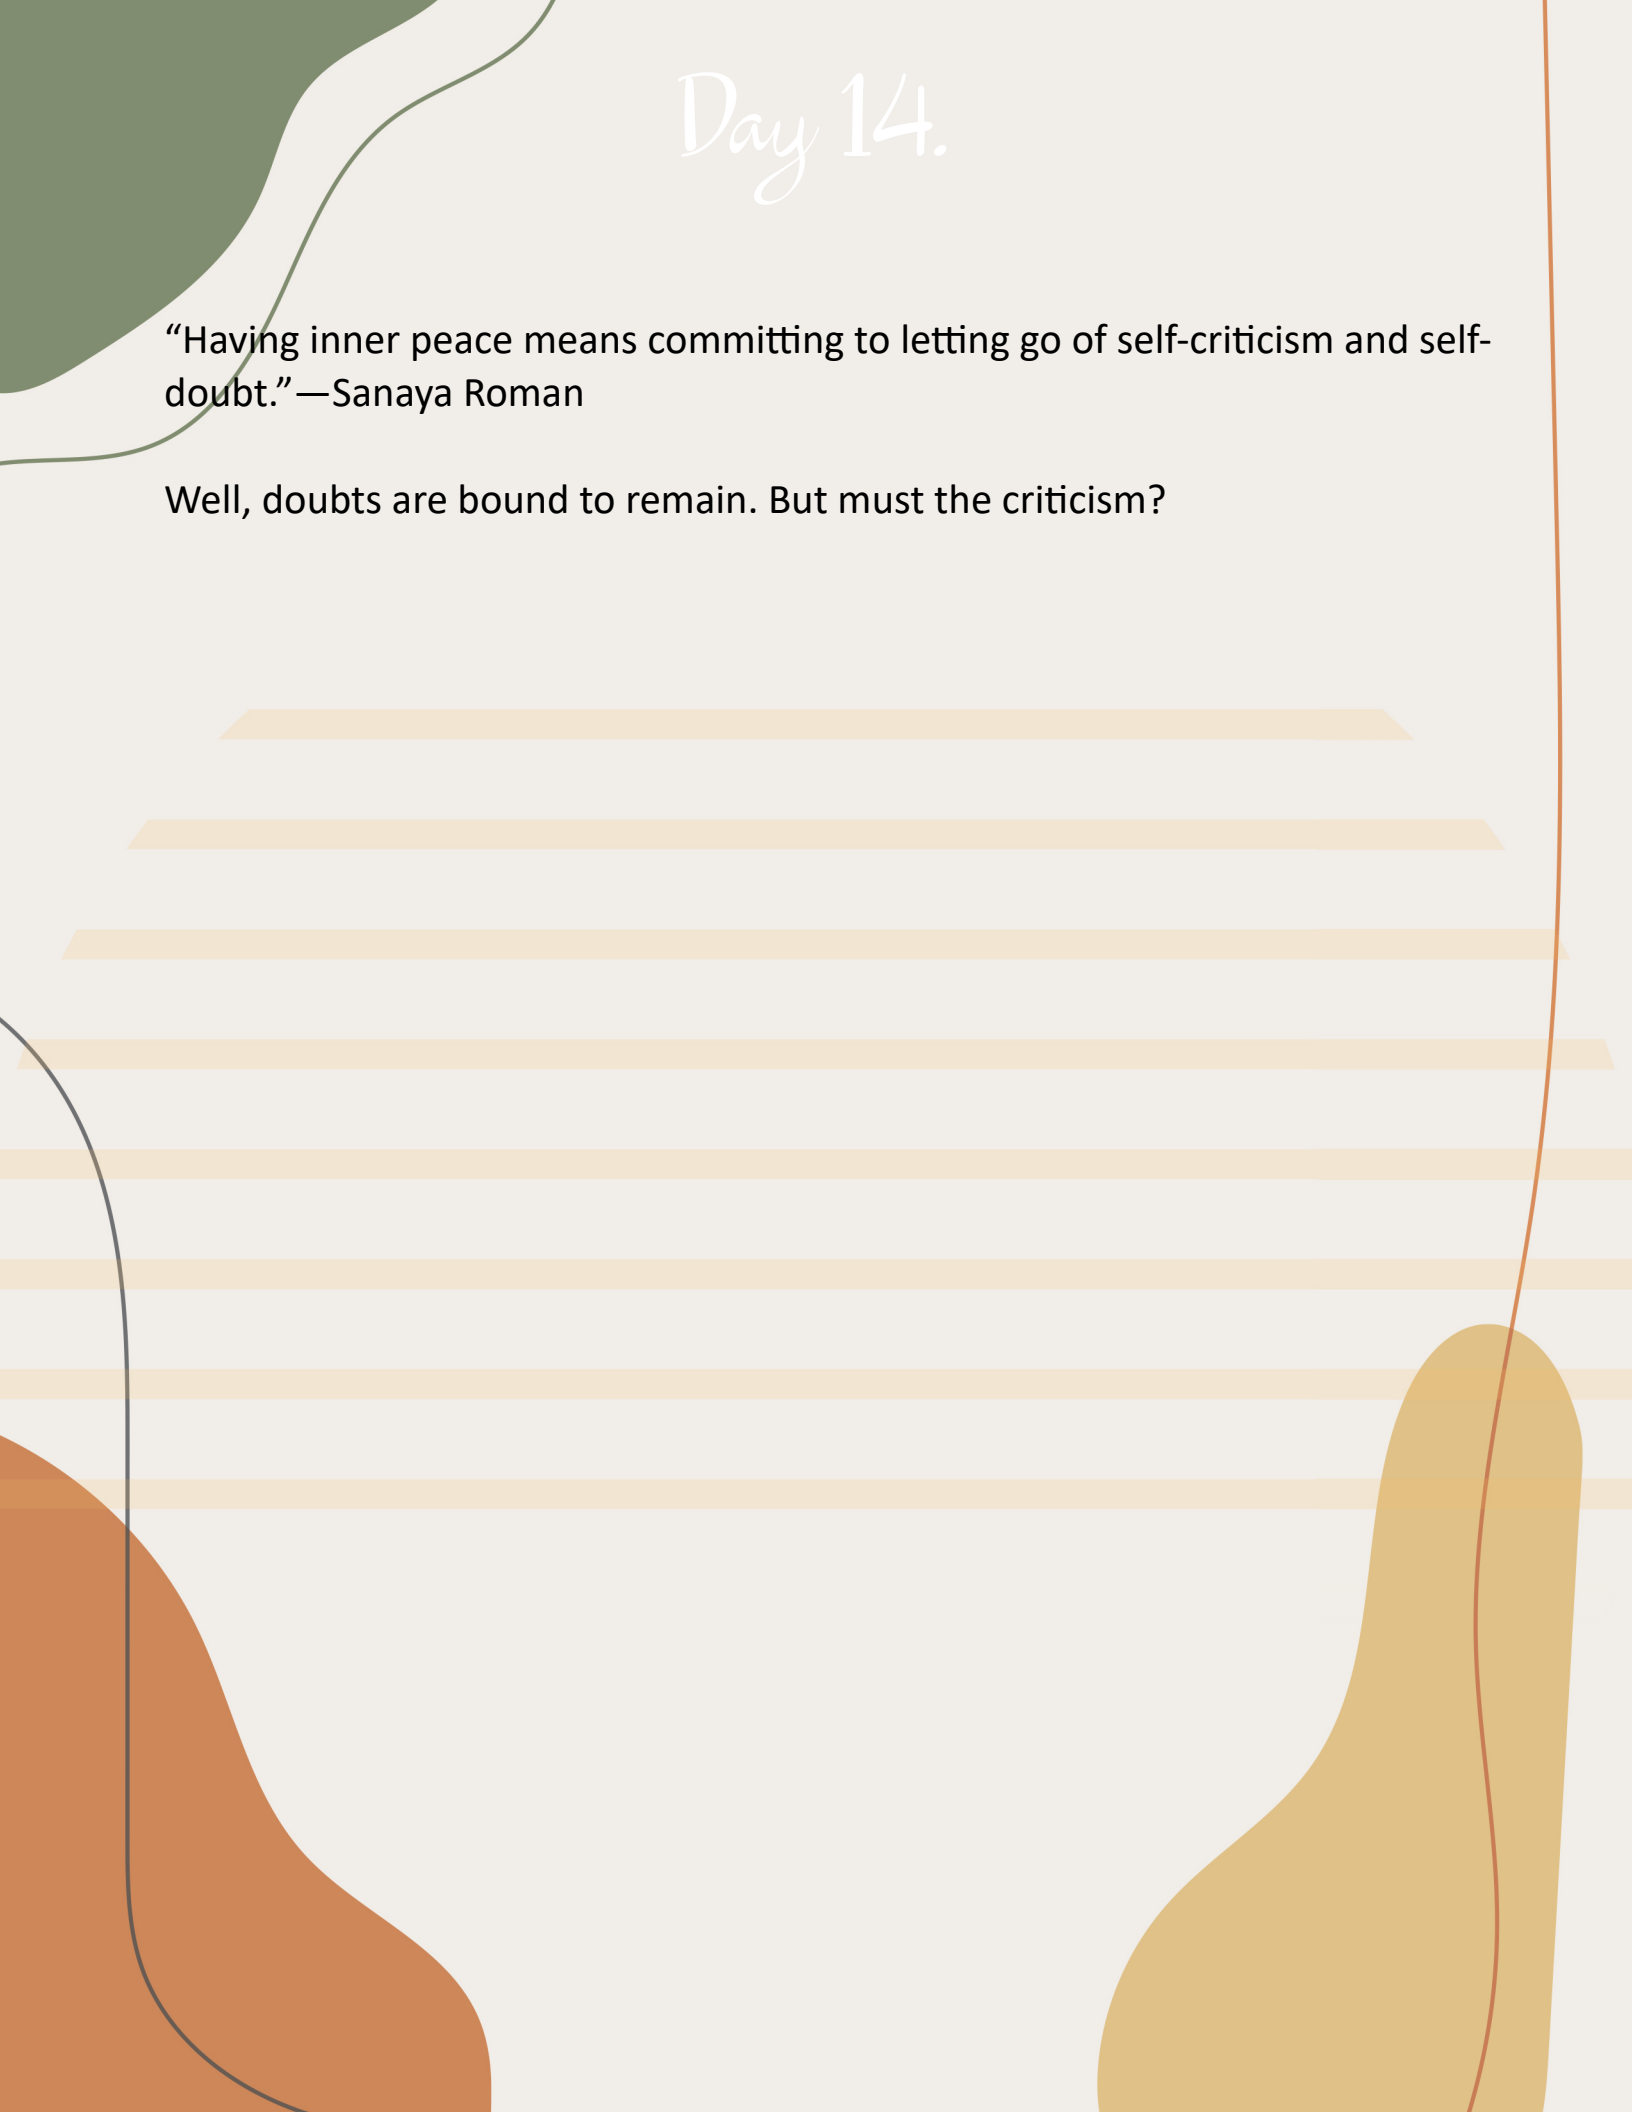 Day 14.
“Having inner peace means committing to letting go of self-criticism and self-
doubt.”—Sanaya Roman
Well, doubts are bound to remain. But must the criticism?